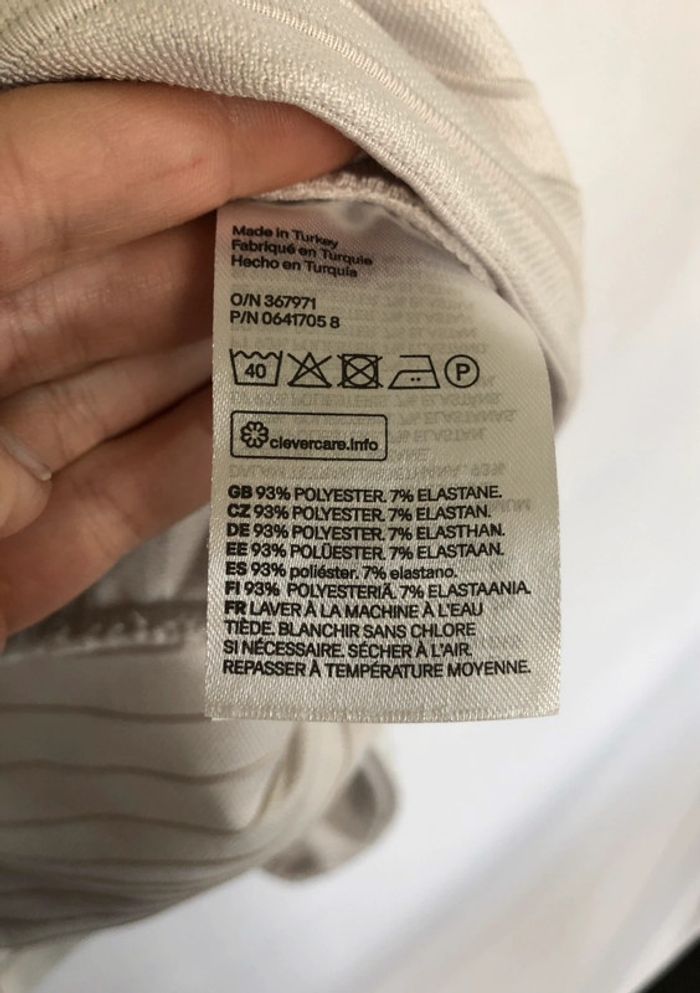 Made in Turkey
Fabriqué en Turquie
Hecho en Turquía
O/N 367971
P/N 0641705 8
40 P
clevercare.info
GB 93% POLYESTER. 7% ELASTANE.
CZ 93% POLYESTER. 7% ELASTAN.
DE 93% POLYESTER. 7% ELASTHAN.
EE 93% POLÜESTER. 7% ELASTAAN.
ES 93% poliéster. 7% elastano.
FI 93% POLYESTERIÄ. 7% ELASTAANIA.
FR LAVER À LA MACHINE À L'EAU
TIÈDE. BLANCHIR SANS CHLORE
SI NÉCESSAIRE. SÉCHER À L'AIR.
REPASSER À TEMPÉRATURE MOYENNE.